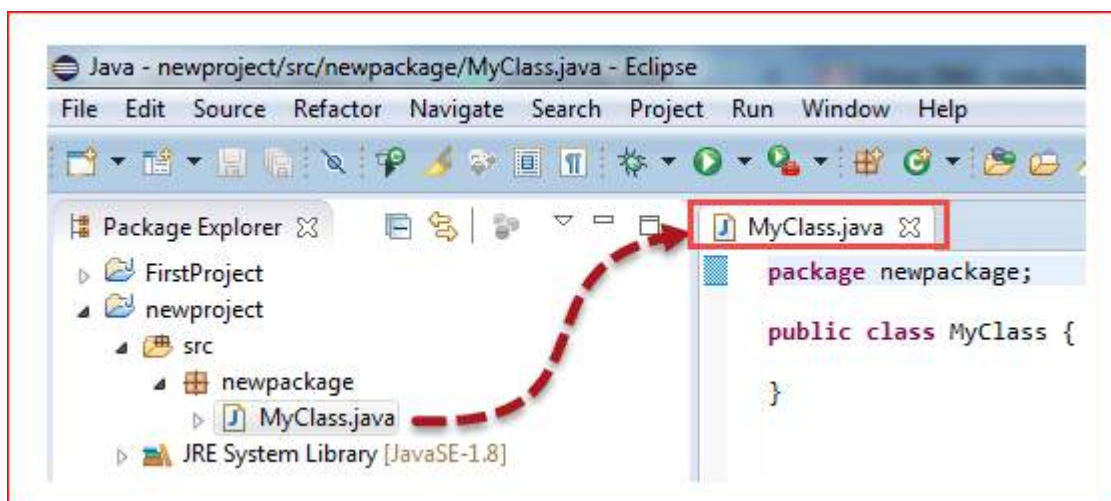 Java - newproject/src/newpackage/MyClass.java - Eclipse
File Edit Source Refactor Navigate Search Project Run Window Help
Package Explorer
FirstProject
newproject
src
newpackage
MyClass.java
JRE System Library [JavaSE-1.8]
MyClass.java
package newpackage;
public class MyClass {
}